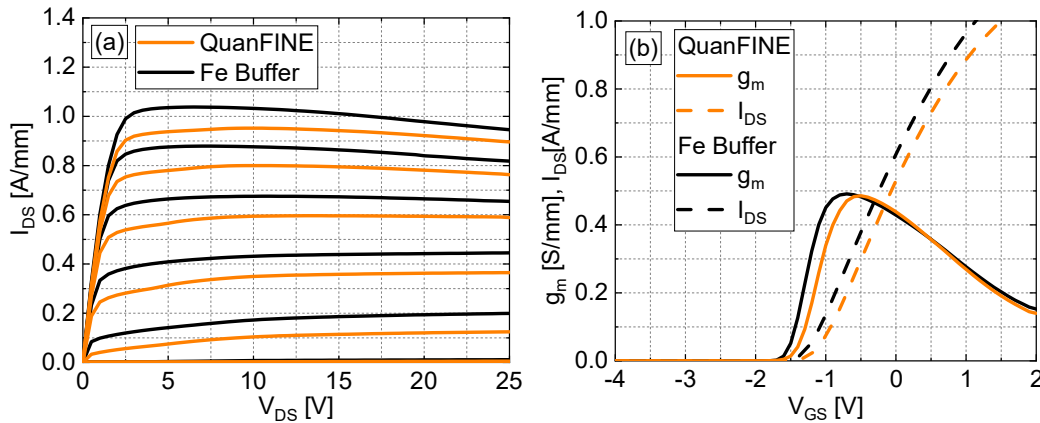 (a)
QuanFINE
Fe Buffer
I_DS [A/mm]
1.4
1.2
1.0
0.8
0.6
0.4
0.2
0.0
0 5 10 15 20 25
V_DS [V]
(b)
QuanFINE
g_m
I_DS
Fe Buffer
g_m
I_DS
g_m [S/mm], I_DS[A/mm]
1.0
0.8
0.6
0.4
0.2
0.0
-4 -3 -2 -1 0 1 2
V_GS [V]